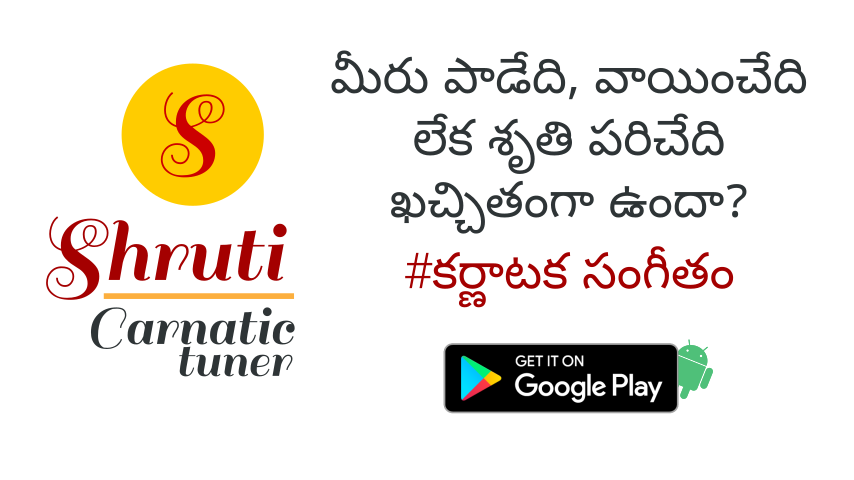 S
Shruti
Carnatic
tuner
మీరు పాడేది, వాయించేది
లేక శృతి పరిచేది
ఖచ్చితంగా ఉందా?
#కర్ణాటక సంగీతం
GET IT ON
Google Play